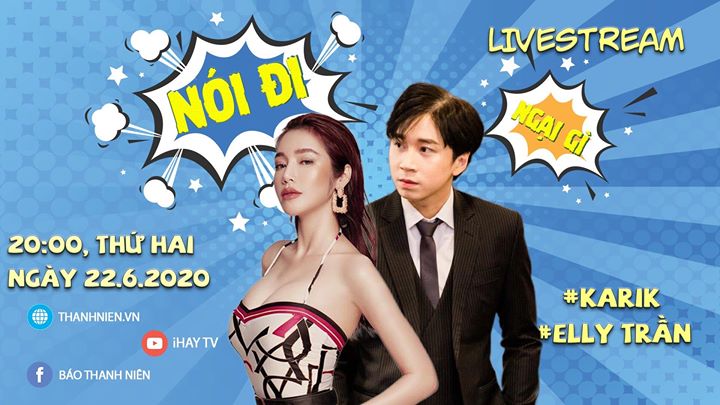 LIVESTREAM
NÓI ĐI
NGẠI GÌ
20:00, THỨ HAI
NGÀY 22.6.2020
THANHNIEN.VN
iHAY TV
BÁO THANH NIÊN
#KARIK
#ELLY TRẦN